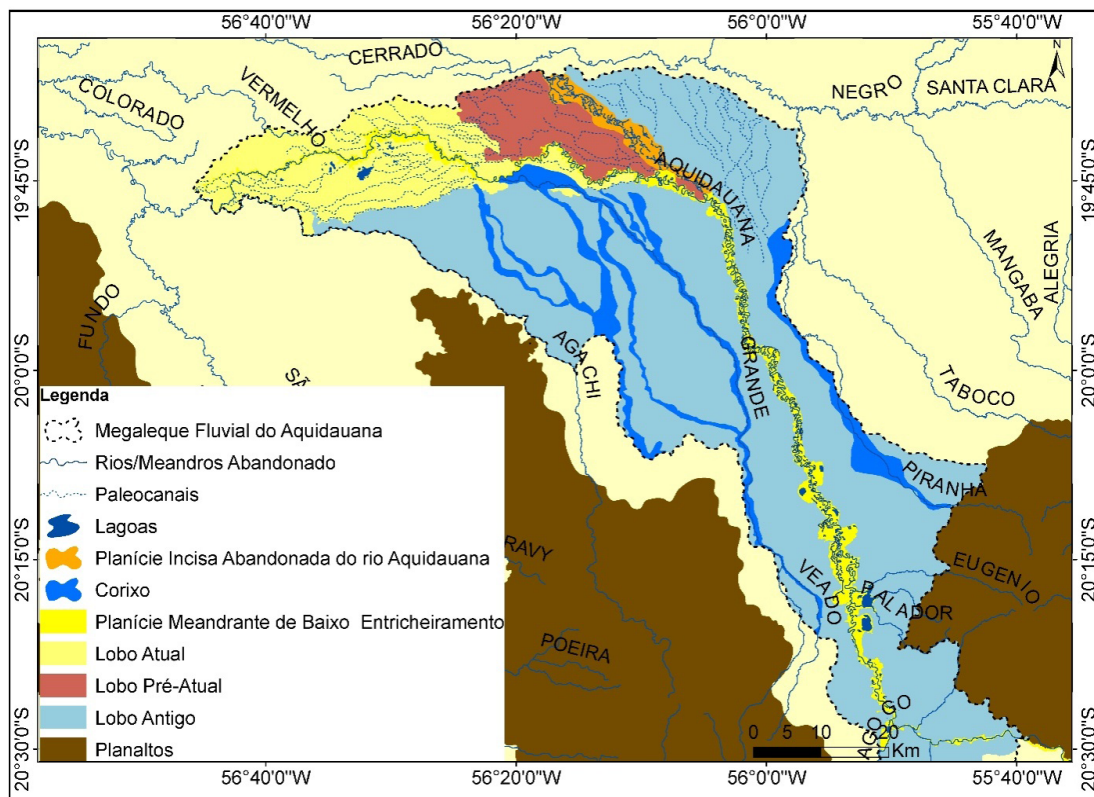 56°40'0"W 56°20'0"W 56°0'0"W 55°40'0"W
CERRADO
N
COLORADO
VERMELHO
NEGRO
SANTA CLARA
19°45'0"S
19°45'0"S
AQUIDAUANA
MANGABA
ALEGRIA
FUNDO
AGACHI
GRANDE
TABOCO
20°0'0"S
20°0'0"S
SÃ
PIRANHA
20°15'0"S
20°15'0"S
RAVY
VEADO
EUGENIO
POEIRA
AGO
GO
20°30'0"S
20°30'0"S
Legenda
Megaleque Fluvial do Aquidauana
Rios/Meandros Abandonado
Paleocanais
Lagoas
Planície Incisa Abandonada do rio Aquidauana
Corixo
Planície Meandrante de Baixo Entricheiramento
Lobo Atual
Lobo Pré-Atual
Lobo Antigo
Planaltos
0 5 10 20
Km
56°40'0"W 56°20'0"W 56°0'0"W 55°40'0"W